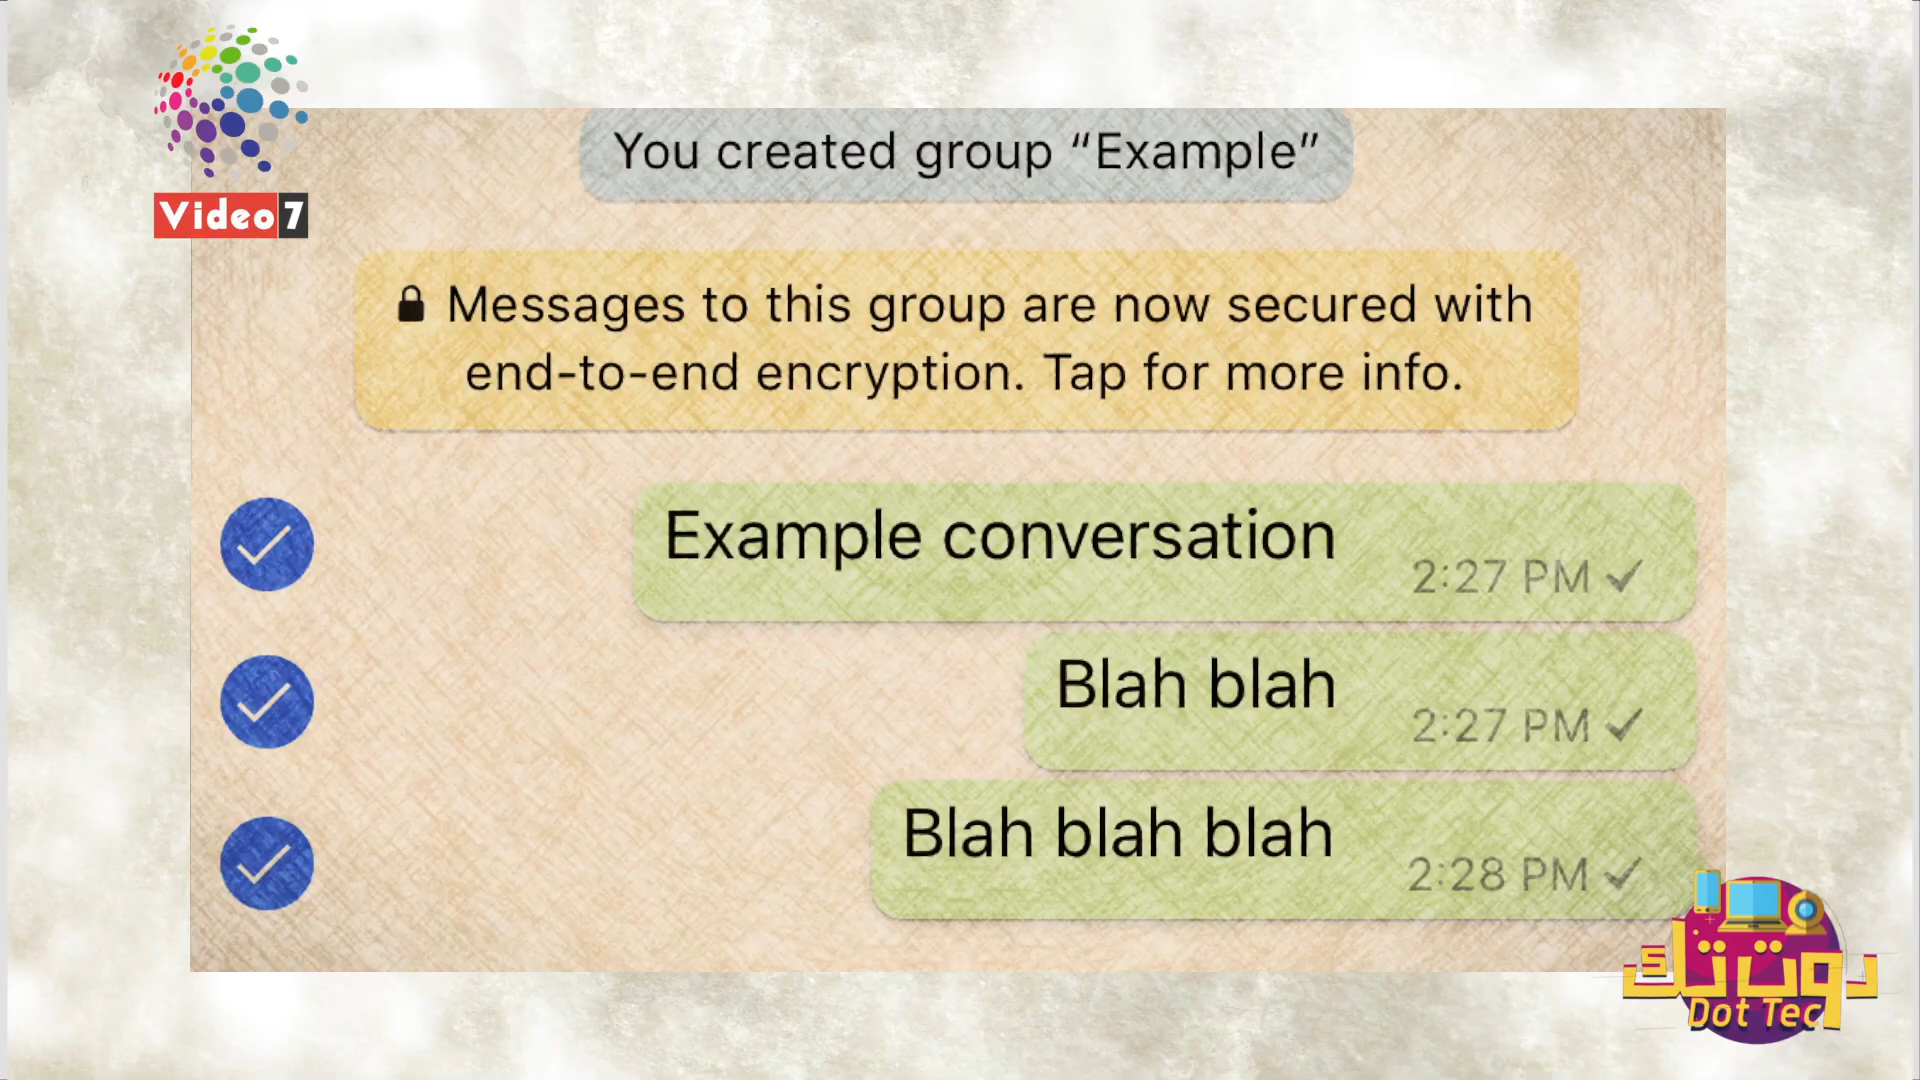 Video 7
You created group “Example”
Messages to this group are now secured with
end-to-end encryption. Tap for more info.
Example conversation
2:27 PM
Blah blah
2:27 PM
Blah blah blah
2:28 PM
دوت تك
Dot Tec